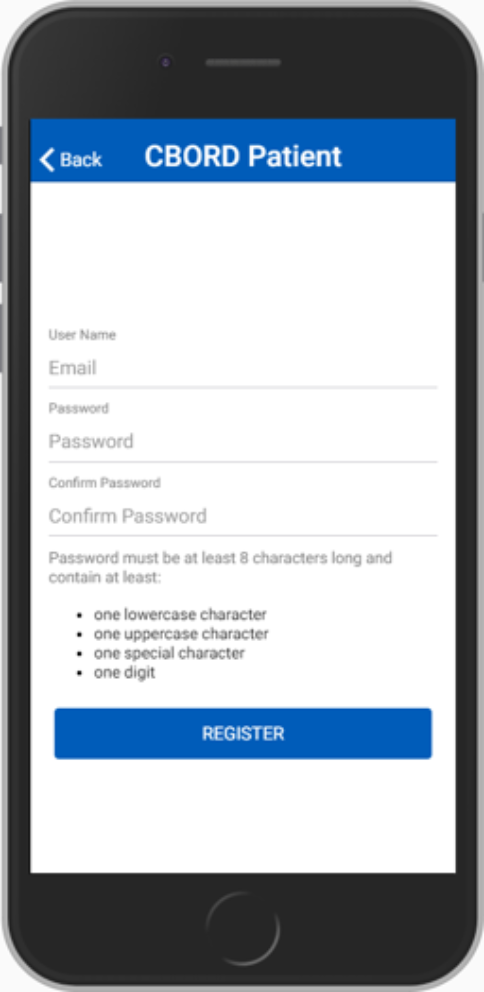 Back
CBORD Patient
User Name
Email
Password
Password
Confirm Password
Confirm Password
Password must be at least 8 characters long and
contain at least:
• one lowercase character
• one uppercase character
• one special character
• one digit
REGISTER